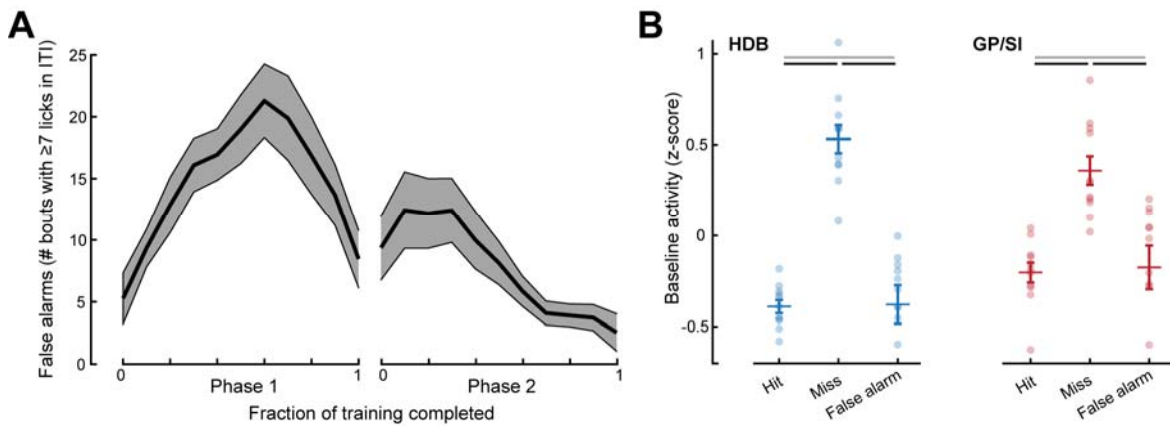 A
False alarms (# bouts with ≥7 licks in ITI)
25
20
15
10
5
0
0
1
0
1
Phase 1
Phase 2
Fraction of training completed
B
HDB
GP/SI
Baseline activity (z-score)
1
0.5
0
-0.5
Hit
Miss
False alarm
Hit
Miss
False alarm